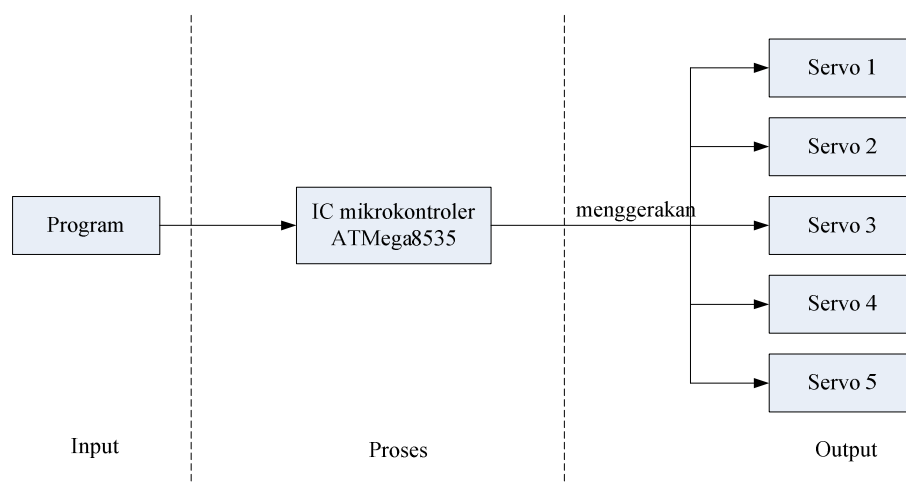 Servo 1
Servo 2
Program
IC mikrokontroler
ATMega8535
menggerakan
Servo 3
Servo 4
Servo 5
Input
Proses
Output